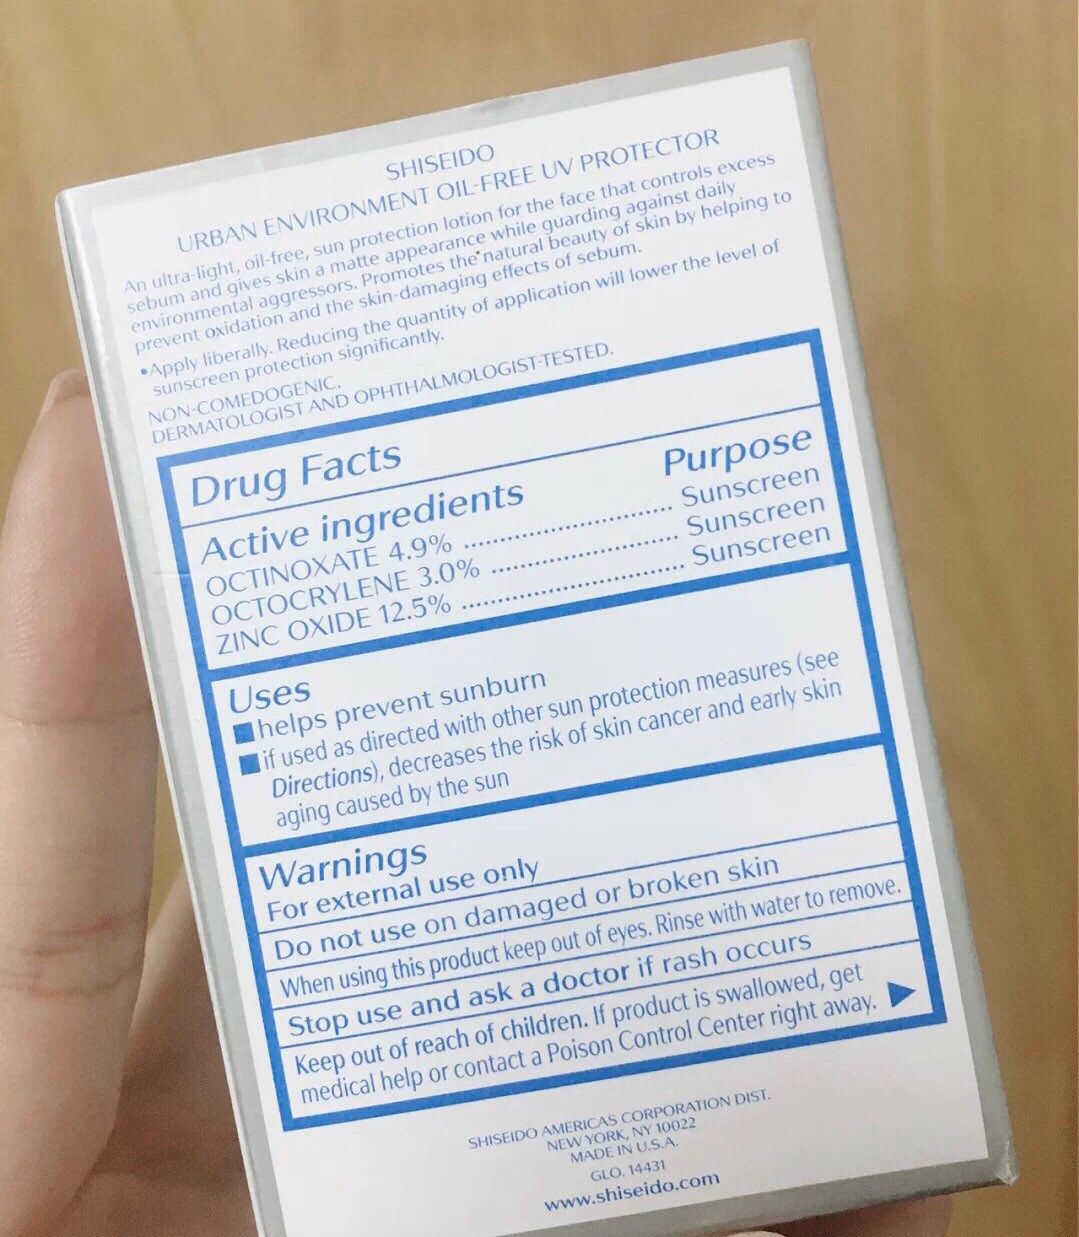 SHISEIDO
URBAN ENVIRONMENT OIL-FREE UV PROTECTOR
An ultra-light, oil-free, sun protection lotion for the face that controls excess
sebum and gives skin a matte appearance while guarding against daily
environmental aggressors. Promotes the natural beauty of skin by helping to
prevent oxidation and the skin-damaging effects of sebum.
•Apply liberally. Reducing the quantity of application will lower the level of
sunscreen protection significantly.
NON-COMEDOGENIC.
DERMATOLOGIST AND OPHTHALMOLOGIST-TESTED.
Drug Facts
Active ingredients Purpose
OCTINOXATE 4.9% ........................................ Sunscreen
OCTOCRYLENE 3.0% ................................... Sunscreen
ZINC OXIDE 12.5% ........................................ Sunscreen
Uses
■ helps prevent sunburn
■ if used as directed with other sun protection measures (see
Directions), decreases the risk of skin cancer and early skin
aging caused by the sun
Warnings
For external use only
Do not use on damaged or broken skin
When using this product keep out of eyes. Rinse with water to remove.
Stop use and ask a doctor if rash occurs
Keep out of reach of children. If product is swallowed, get
medical help or contact a Poison Control Center right away. ▶
SHISEIDO AMERICAS CORPORATION DIST.
NEW YORK, NY 10022
MADE IN U.S.A.
GLO. 14431
www.shiseido.com